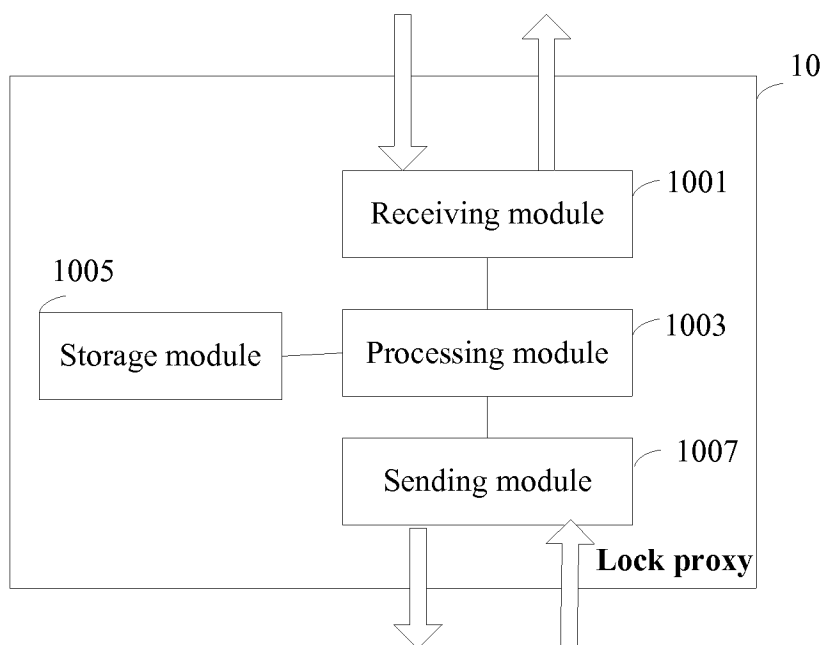 10
1001
Receiving module
1005
1003
Storage module
Processing module
1007
Sending module
Lock proxy